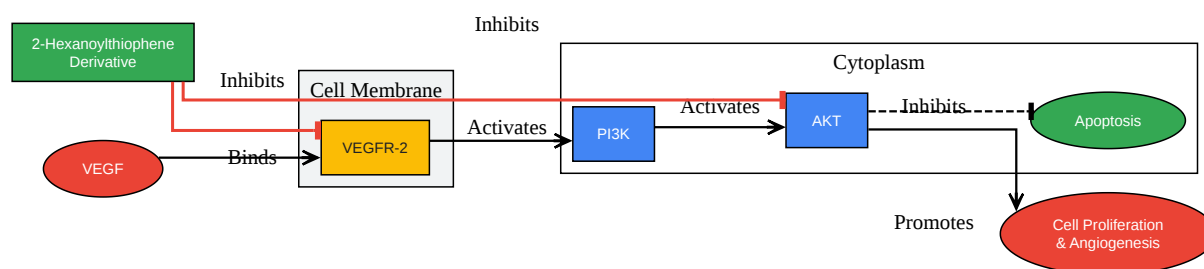 Inhibits
2-Hexanoylthiophene
Derivative
Cytoplasm
Inhibits
Cell Membrane
Activates
Inhibits
PI3K
AKT
Apoptosis
Activates
VEGFR-2
Binds
VEGF
Promotes
Cell Proliferation
& Angiogenesis